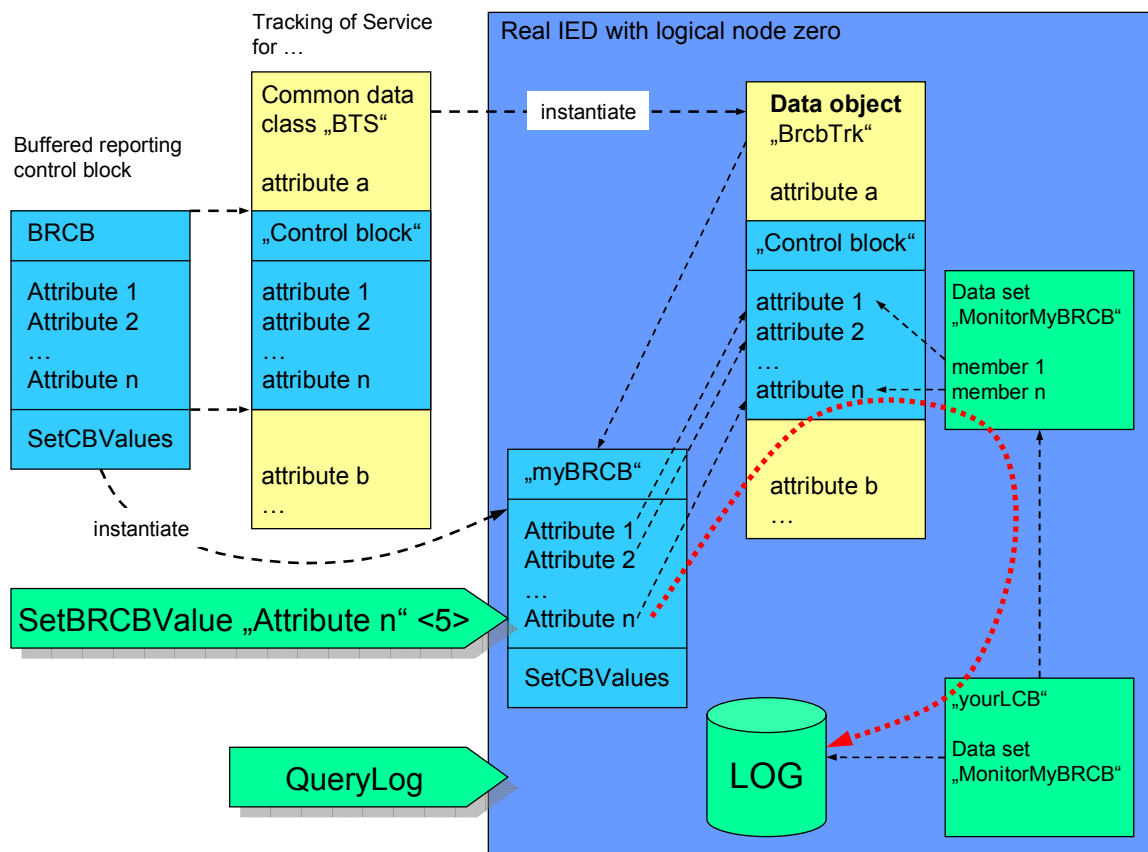 Tracking of Service
for …
Real IED with logical node zero
Buffered reporting
control block
BRCB
Attribute 1
Attribute 2
…
Attribute n
SetCBValues
instantiate
Common data
class „BTS“
attribute a
„Control block“
attribute 1
attribute 2
…
attribute n
attribute b
…
instantiate
Data object
„BrcbTrk“
attribute a
„Control block“
attribute 1
attribute 2
…
attribute n
attribute b
…
Data set
„MonitorMyBRCB“
member 1
member n
„myBRCB“
Attribute 1
Attribute 2
…
Attribute n
SetCBValues
SetBRCBValue „Attribute n“ <5>
QueryLog
LOG
„yourLCB“
Data set
„MonitorMyBRCB“